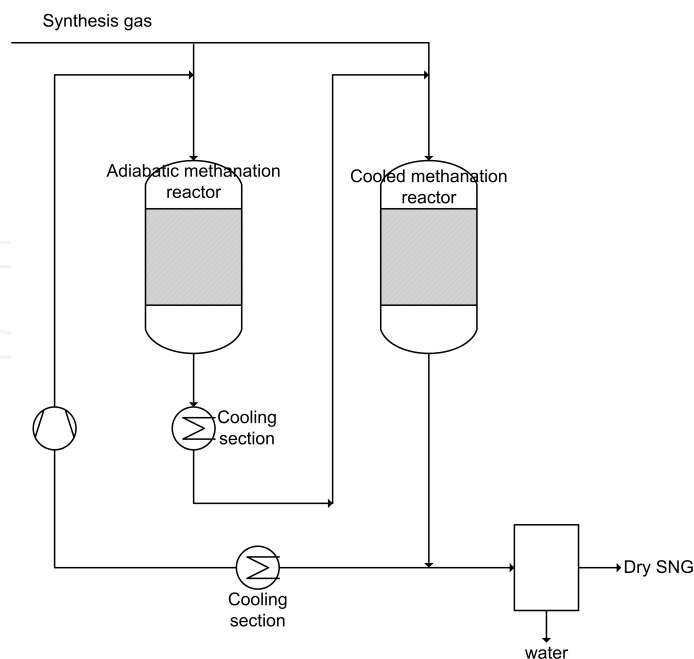 Synthesis gas
Adiabatic methanation
reactor
Cooled methanation
reactor
Cooling
section
Cooling
section
Dry SNG
water